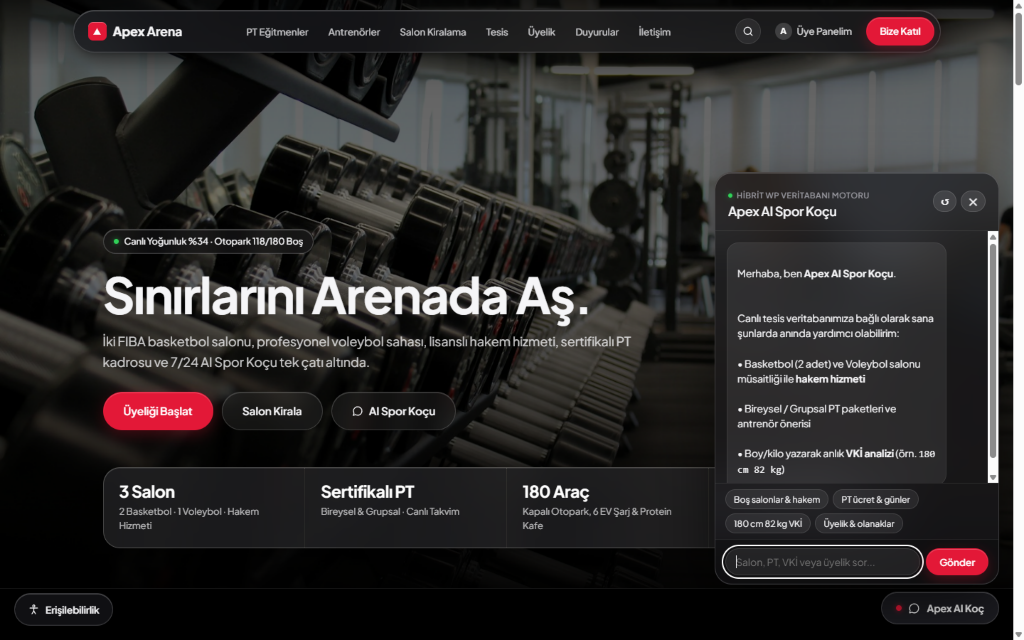 Apex Arena
PT Eğitmenler
Antrenörler
Salon Kiralama
Tesis
Üyelik
Duyurular
İletişim
A
Üye Panelim
Bize Katıl
Canlı Yoğunluk %34 · Otopark 118/180 Boş
Sınırlarını Arenada Aş.
İki FIBA basketbol salonu, profesyonel voleybol sahası, lisanslı hakem hizmeti, sertifikalı PT
kadrosu ve 7/24 AI Spor Koçu tek çatı altında.
Üyeliği Başlat
Salon Kirala
AI Spor Koçu
3 Salon
2 Basketbol · 1 Voleybol · Hakem
Hizmeti
Sertifikalı PT
Bireysel & Grupsal · Canlı Takvim
180 Araç
Kapalı Otopark, 6 EV Şarj & Protein
Kafe
HİBRİT WP VERİTABANI MOTORU
Apex AI Spor Koçu
Merhaba, ben Apex AI Spor Koçu.
Canlı tesis veritabanımıza bağlı olarak sana
şunlarda anında yardımcı olabilirim:
• Basketbol (2 adet) ve Voleybol salonu
müsaitliği ile hakem hizmeti
• Bireysel / Grupsal PT paketleri ve
antrenör önerisi
• Boy/kilo yazarak anlık VKİ analizi (örn. 180
cm 82 kg)
Boş salonlar & hakem
PT ücret & günler
180 cm 82 kg VKİ
Üyelik & olanaklar
Salon, PT, VKİ veya üyelik sor...
Gönder
Erişilebilirlik
Apex AI Koç